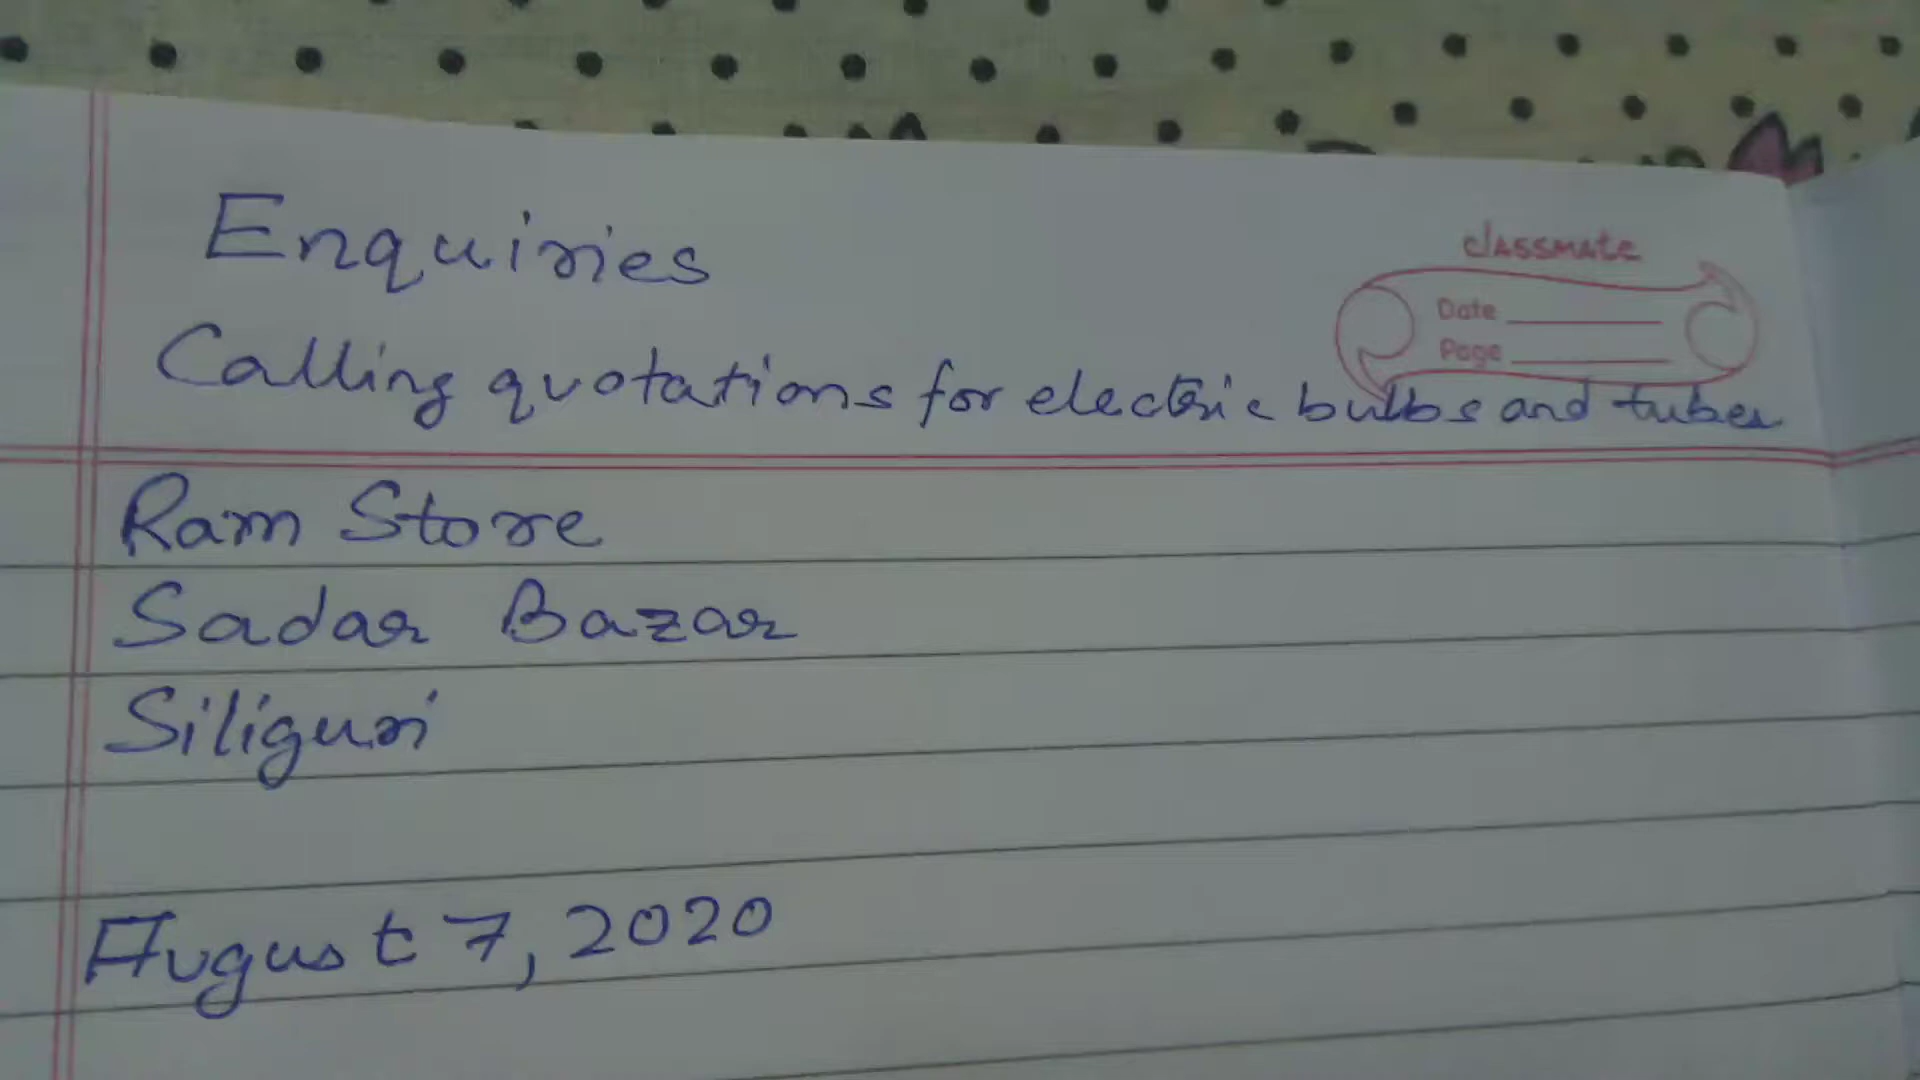 Enquiries
classmate
Date
Page
Calling quotations for electric bulbs and tubes
Ram Store
Sadar Bazar
Siliguri
August 7, 2020